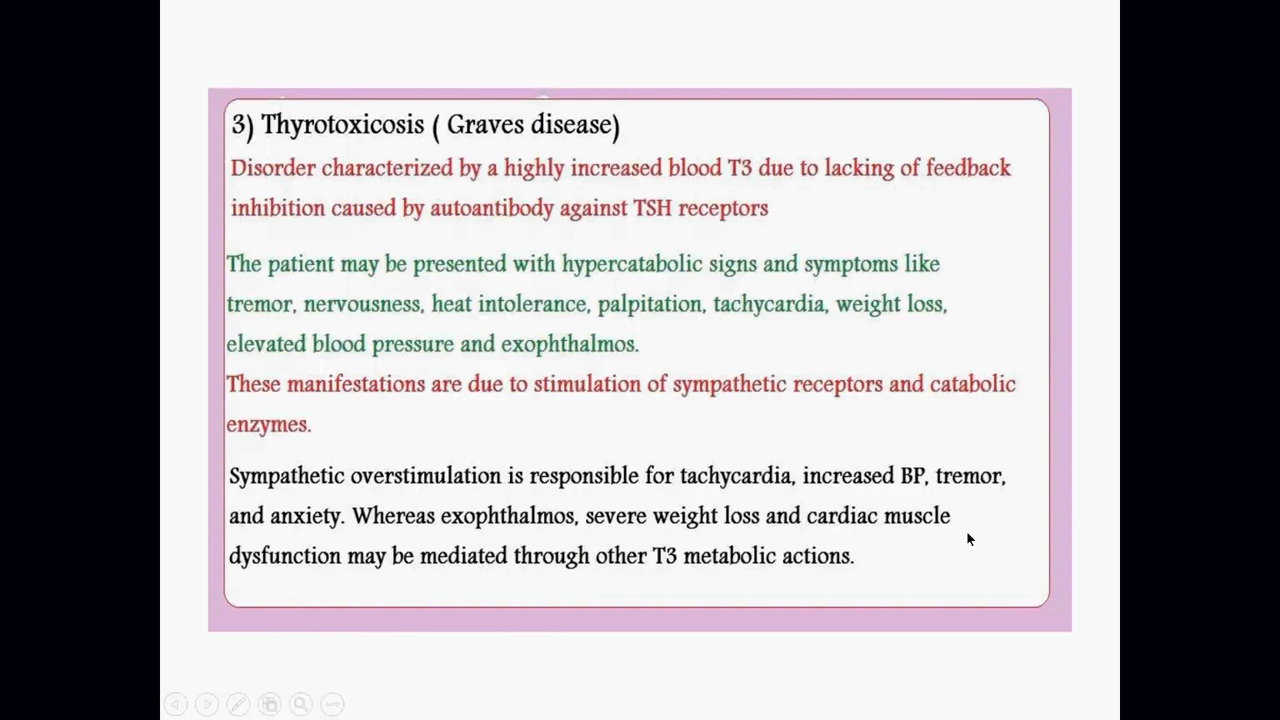 3) Thyrotoxicosis ( Graves disease)
Disorder characterized by a highly increased blood T3 due to lacking of feedback
inhibition caused by autoantibody against TSH receptors
The patient may be presented with hypercatabolic signs and symptoms like
tremor, nervousness, heat intolerance, palpitation, tachycardia, weight loss,
elevated blood pressure and exophthalmos.
These manifestations are due to stimulation of sympathetic receptors and catabolic
enzymes.
Sympathetic overstimulation is responsible for tachycardia, increased BP, tremor,
and anxiety. Whereas exophthalmos, severe weight loss and cardiac muscle
dysfunction may be mediated through other T3 metabolic actions.